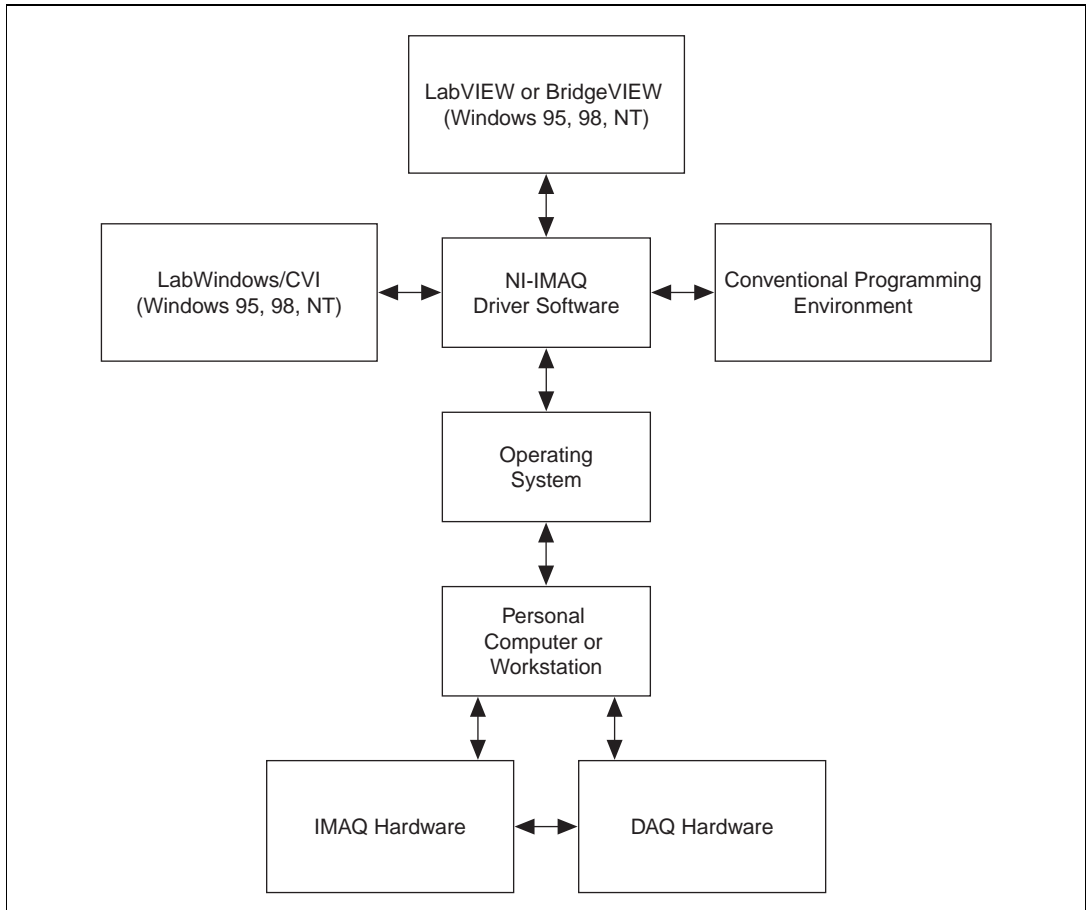 LabVIEW or BridgeVIEW
(Windows 95, 98, NT)
LabWindows/CVI
(Windows 95, 98, NT)
NI-IMAQ
Driver Software
Conventional Programming
Environment
Operating
System
Personal
Computer or
Workstation
IMAQ Hardware
DAQ Hardware